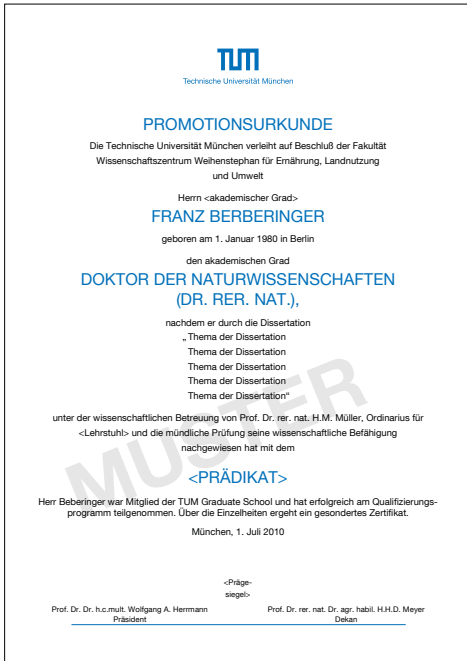 TUM
Technische Universität München
PROMOTIONSURKUNDE
Die Technische Universität München verleiht auf Beschluß der Fakultät
Wissenschaftszentrum Weihenstephan für Ernährung, Landnutzung
und Umwelt
Herrn <akademischer Grad>
FRANZ BERBERINGER
geboren am 1. Januar 1980 in Berlin
den akademischen Grad
DOKTOR DER NATURWISSENSCHAFTEN
(DR. RER. NAT.),
nachdem er durch die Dissertation
„ Thema der Dissertation
Thema der Dissertation
Thema der Dissertation
Thema der Dissertation
Thema der Dissertation“
MUSTER
unter der wissenschaftlichen Betreuung von Prof. Dr. rer. nat. H.M. Müller, Ordinarius für
<Lehrstuhl> und die mündliche Prüfung seine wissenschaftliche Befähigung
nachgewiesen hat mit dem
<PRÄDIKAT>
Herr Beberinger war Mitglied der TUM Graduate School und hat erfolgreich am Qualifizierungs-
programm teilgenommen. Über die Einzelheiten ergeht ein gesondertes Zertifikat.
München, 1. Juli 2010
<Präge-
siegel>
Prof. Dr. Dr. h.c.mult. Wolfgang A. Herrmann
Präsident
Prof. Dr. rer. nat. Dr. agr. habil. H.H.D. Meyer
Dekan